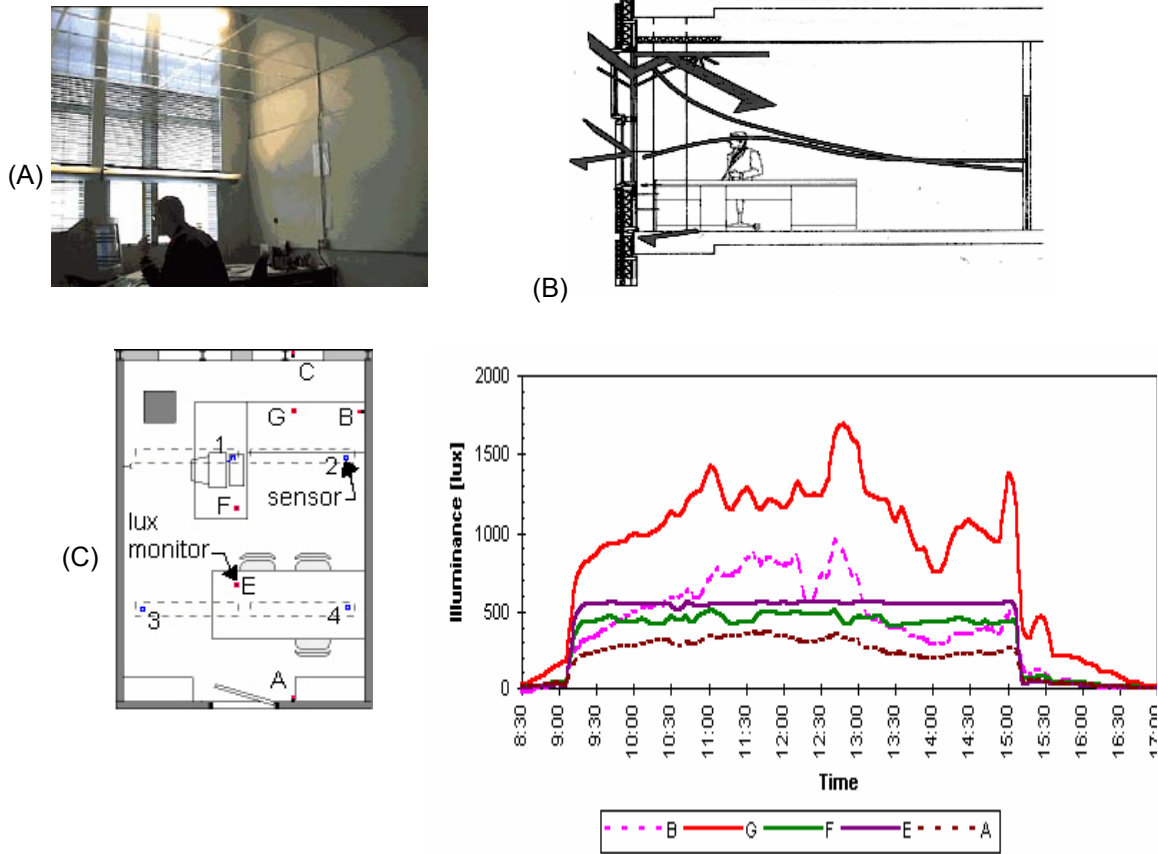 (A)
(B)
(C)
C
G
B
1
2
sensor
F
lux
monitor
E
3
4
A
2000
1500
1000
500
0
Illuminance [lux]
8:30
9:00
9:30
10:00
10:30
11:00
11:30
12:00
12:30
13:00
13:30
14:00
14:30
15:00
15:30
16:00
16:30
17:00
Time
B G F E A